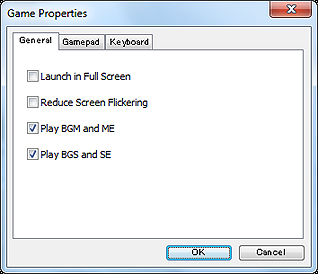 Game Properties
General Gamepad Keyboard
Launch in Full Screen
Reduce Screen Flickering
Play BGM and ME
Play BGS and SE
OK Cancel